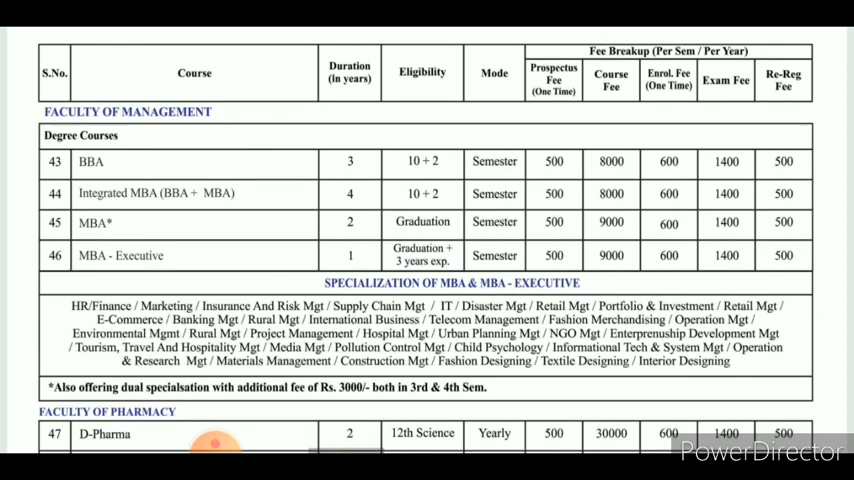 S.No. Course Duration (in years) Eligibility Mode Fee Breakup (Per Sem / Per Year)
Prospectus Fee (One Time) Course Fee Enrol. Fee (One Time) Exam Fee Re-Reg Fee
FACULTY OF MANAGEMENT
Degree Courses
43 BBA 3 10 + 2 Semester 500 8000 600 1400 500
44 Integrated MBA (BBA + MBA) 4 10 + 2 Semester 500 8000 600 1400 500
45 MBA* 2 Graduation Semester 500 9000 600 1400 500
46 MBA - Executive 1 Graduation + 3 years exp. Semester 500 9000 600 1400 500
SPECIALIZATION OF MBA & MBA - EXECUTIVE
HR/Finance / Marketing / Insurance And Risk Mgt / Supply Chain Mgt / IT / Disaster Mgt / Retail Mgt / Portfolio & Investment / Retail Mgt /
E-Commerce / Banking Mgt / Rural Mgt / International Business / Telecom Management / Fashion Merchandising / Operation Mgt /
Environmental Mgmt / Rural Mgt / Project Management / Hospital Mgt / Urban Planning Mgt / NGO Mgt / Enterprenuship Development Mgt
/ Tourism, Travel And Hospitality Mgt / Media Mgt / Pollution Control Mgt / Child Psychology / Informational Tech & System Mgt / Operation
& Research Mgt / Materials Management / Construction Mgt / Fashion Designing / Textile Designing / Interior Designing
*Also offering dual specialsation with additional fee of Rs. 3000/- both in 3rd & 4th Sem.
FACULTY OF PHARMACY
47 D-Pharma 2 12th Science Yearly 500 30000 600 1400 500
PowerDirector